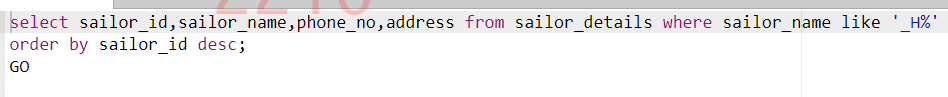 select sailor_id,sailor_name,phone_no,address from sailor_details where sailor_name like '_H%'
order by sailor_id desc;
GO